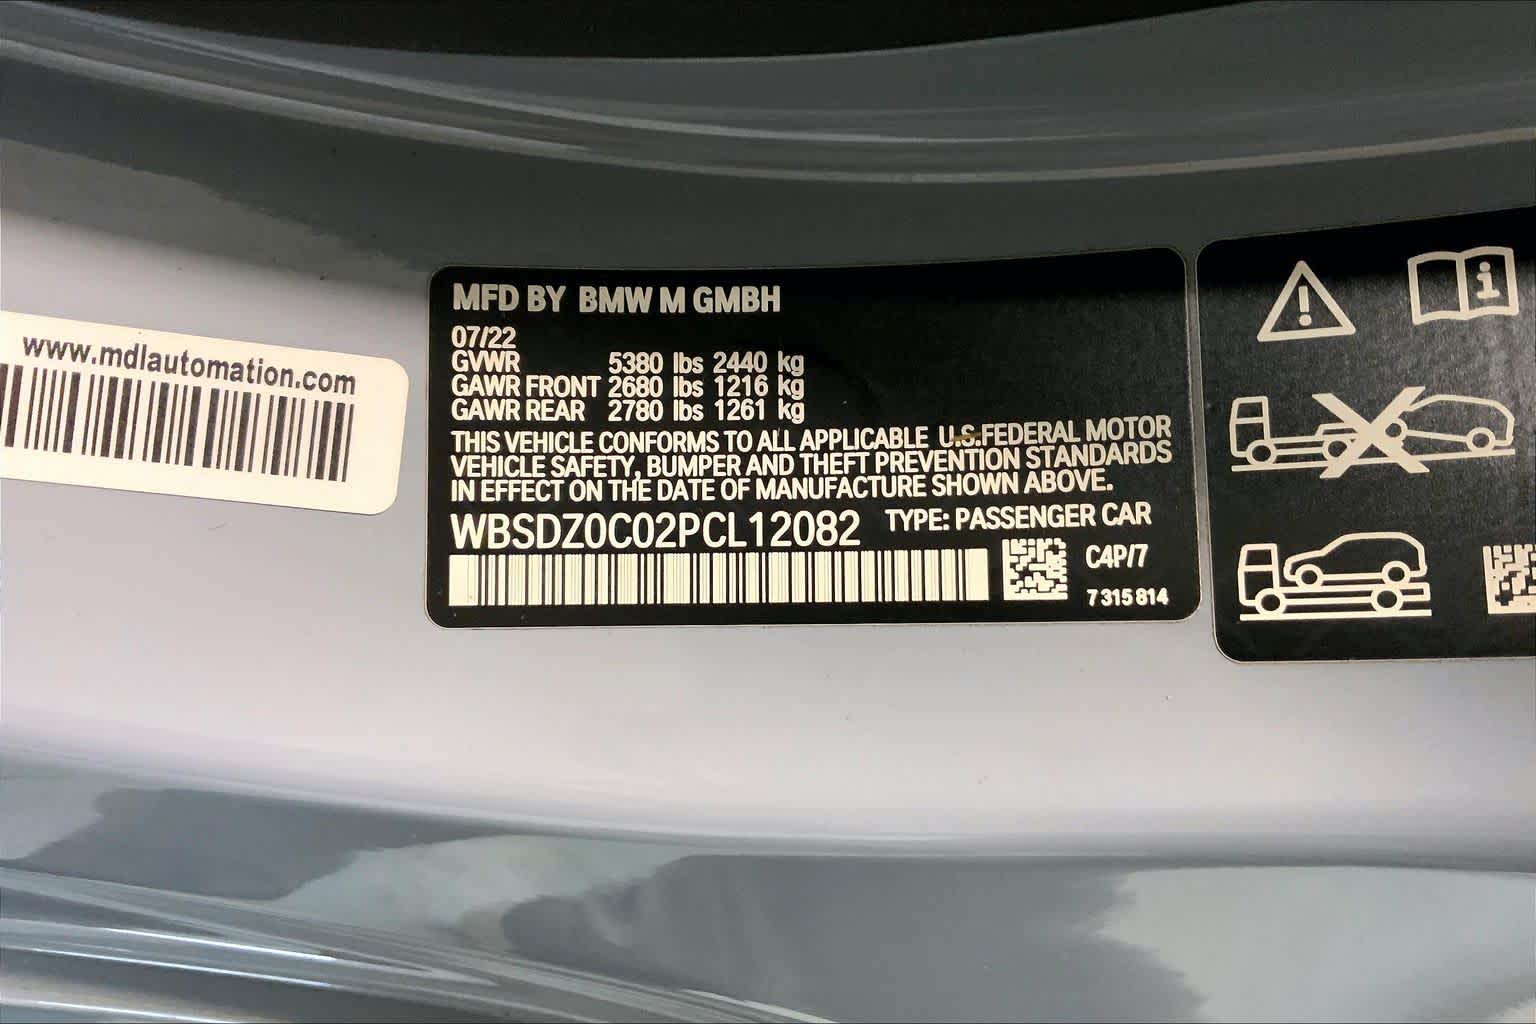 www.mdlautomation.com
MFD BY BMW M GMBH
07/22
GVWR 5380 lbs 2440 kg
GAWR FRONT 2680 lbs 1216 kg
GAWR REAR 2780 lbs 1261 kg
THIS VEHICLE CONFORMS TO ALL APPLICABLE U.S.FEDERAL MOTOR
VEHICLE SAFETY, BUMPER AND THEFT PREVENTION STANDARDS
IN EFFECT ON THE DATE OF MANUFACTURE SHOWN ABOVE.
WBSDZ0C02PCL12082 TYPE: PASSENGER CAR
C4P/7
7 315 814